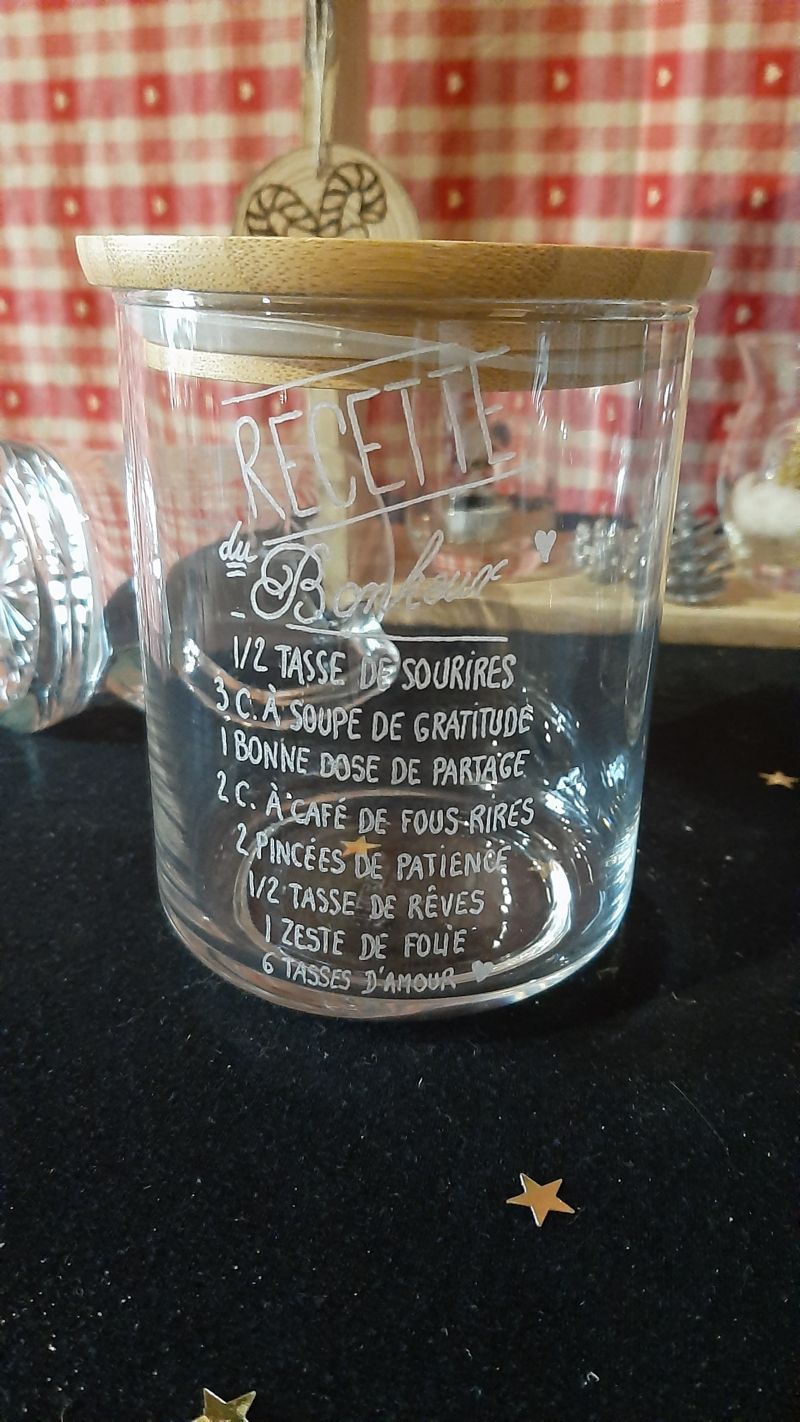 RECETTE
du
Bonheur
1/2 TASSE DE SOURIRES
3 C. À SOUPE DE GRATITUDE
1 BONNE DOSE DE PARTAGE
2 C. À CAFÉ DE FOUS-RIRES
2 PINCÉES DE PATIENCE
1/2 TASSE DE RÊVES
1 ZESTE DE FOLIE
6 TASSES D'AMOUR